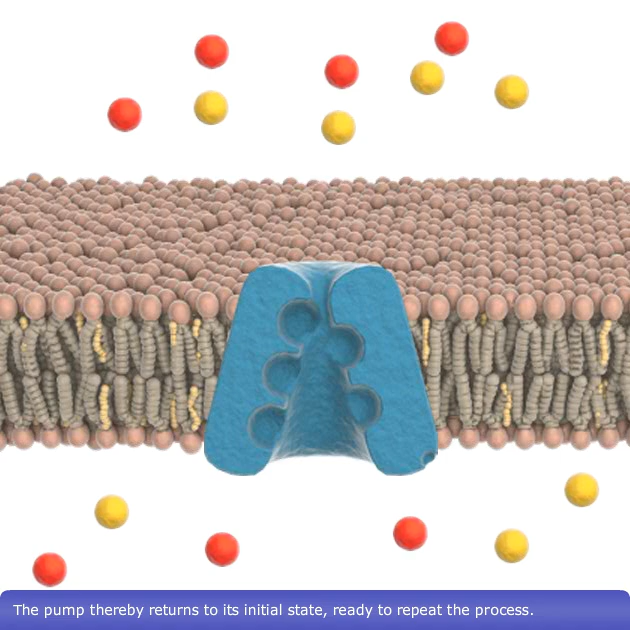 The pump thereby returns to its initial state, ready to repeat the process.